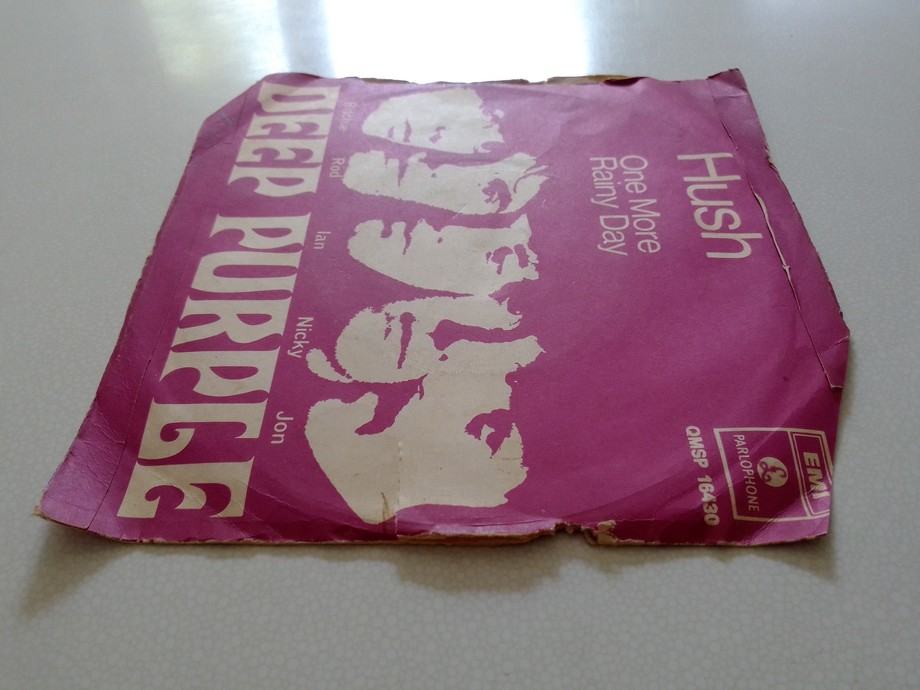 Hush
One More
Rainy Day
EMI
PARLOPHONE
QMSP 16430
Ritchie
Rod
Ian
Nicky
Jon
DEEP PURPLE